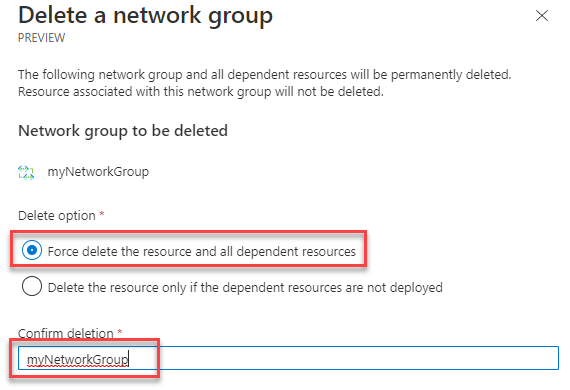 Delete a network group
PREVIEW
The following network group and all dependent resources will be permanently deleted.
Resource associated with this network group will not be deleted.
Network group to be deleted
myNetworkGroup
Delete option *
Force delete the resource and all dependent resources
Delete the resource only if the dependent resources are not deployed
Confirm deletion *
myNetworkGroup